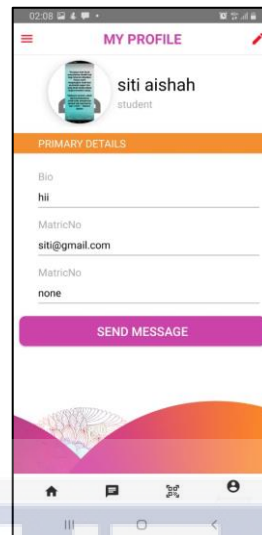 02:08
MY PROFILE
siti aishah
student
PRIMARY DETAILS
Bio
hii
MatricNo
siti@gmail.com
MatricNo
none
SEND MESSAGE